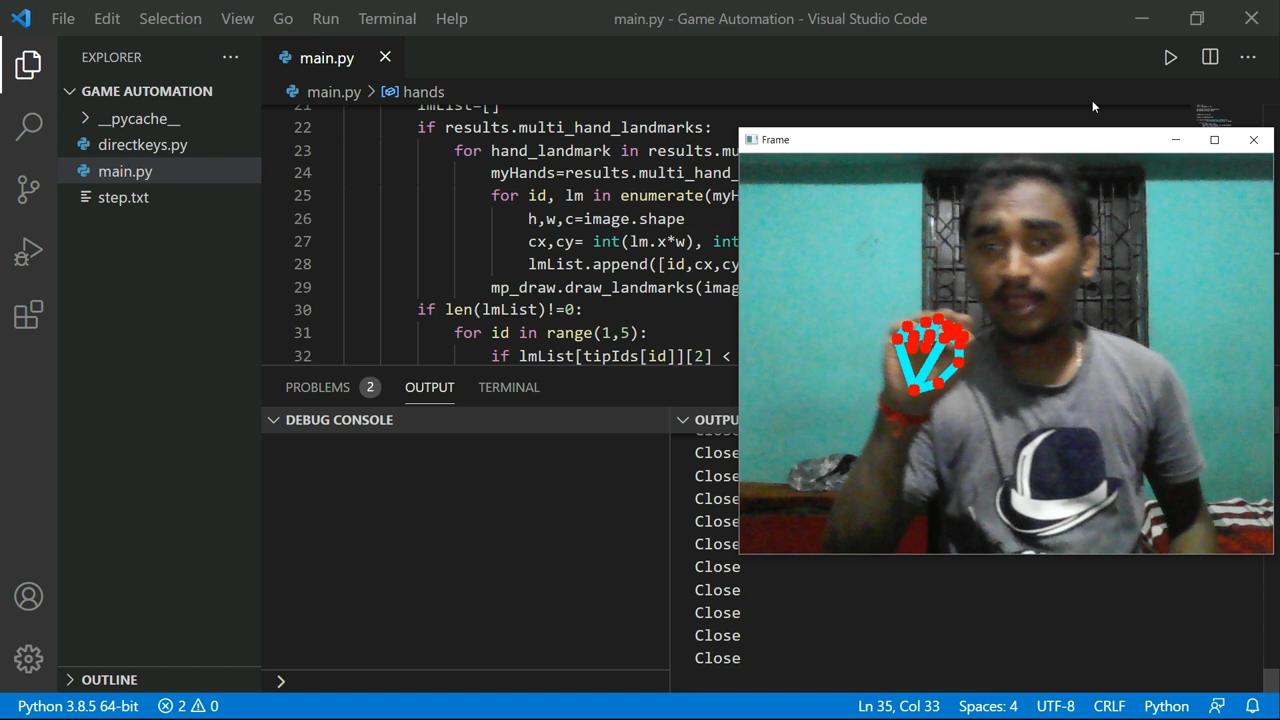 File Edit Selection View Go Run Terminal Help main.py - Game Automation - Visual Studio Code
EXPLORER
GAME AUTOMATION
__pycache__
directkeys.py
main.py
step.txt
OUTLINE
main.py
main.py > hands
21 lmList=[]
22 if results.multi_hand_landmarks:
23 for hand_landmark in results.mu
24 myHands=results.multi_hand_
25 for id, lm in enumerate(myH
26 h,w,c=image.shape
27 cx,cy= int(lm.x*w), int
28 lmList.append([id,cx,cy
29 mp_draw.draw_landmarks(imag
30 if len(lmList)!=0:
31 for id in range(1,5):
32 if lmList[tipIds[id]][2] <
Frame
PROBLEMS 2 OUTPUT TERMINAL
DEBUG CONSOLE
OUTPU
Close
Close
Close
Close
Close
Close
Close
Close
Close
Close
Close
Python 3.8.5 64-bit 2 0 Ln 35, Col 33 Spaces: 4 UTF-8 CRLF Python